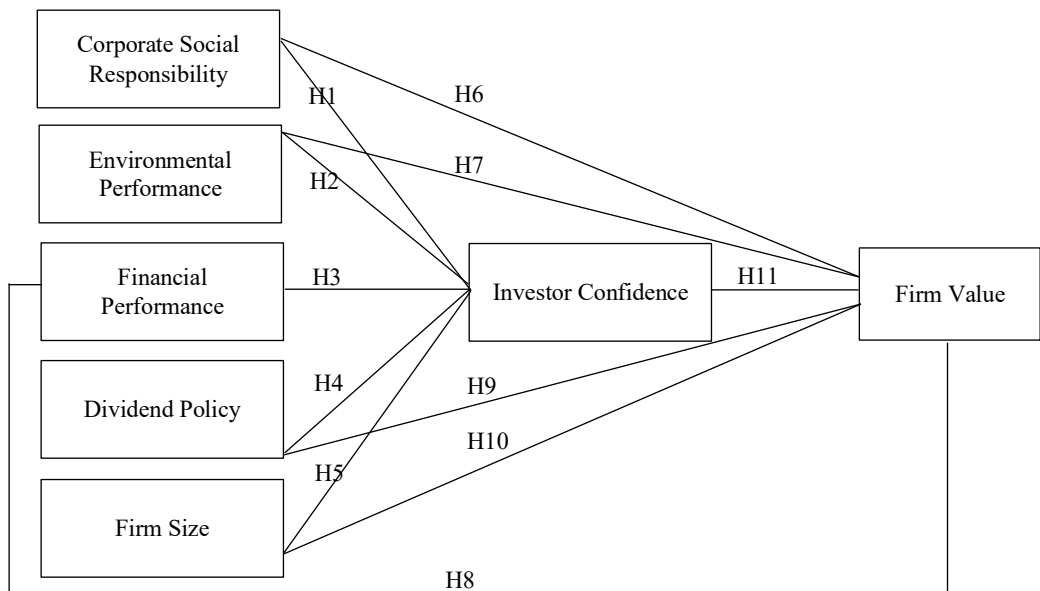 Corporate Social
Responsibility
H1
H6
Environmental
Performance
H2
H7
Financial
Performance
H3
Investor Confidence
H11
Firm Value
Dividend Policy
H4
H9
H10
H5
Firm Size
H8